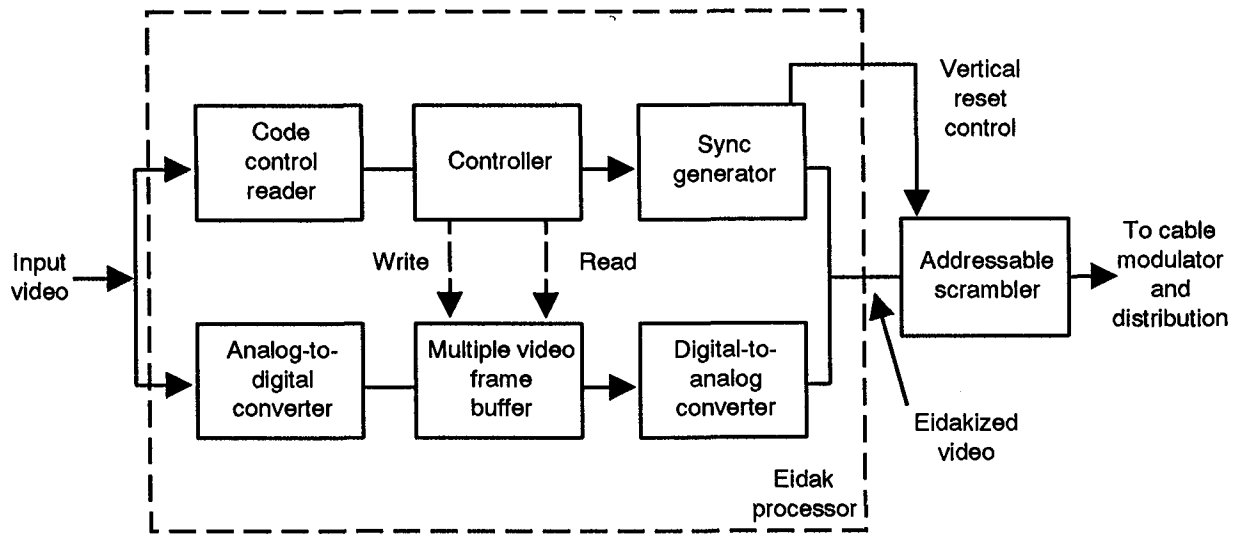 Vertical
reset
control
Code
control
reader
Controller
Sync
generator
Input
video
Write
Read
Addressable
scrambler
To cable
modulator
and
distribution
Analog-to-
digital
converter
Multiple video
frame
buffer
Digital-to-
analog
converter
Eidakized
video
Eidak
processor